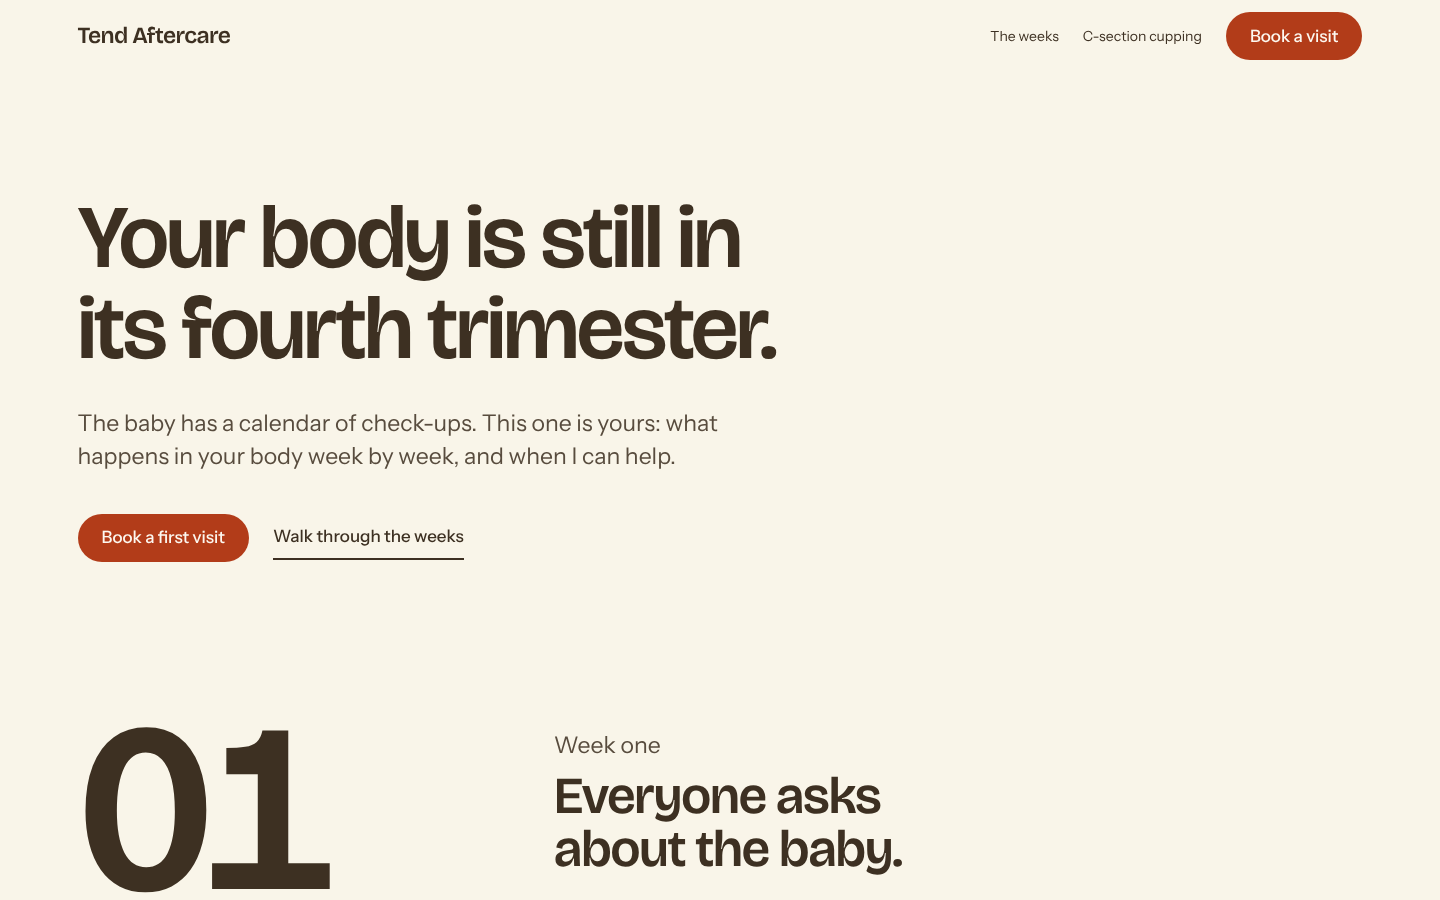 Tend Aftercare
The weeks
C-section cupping
Book a visit
Your body is still in
its fourth trimester.
The baby has a calendar of check-ups. This one is yours: what
happens in your body week by week, and when I can help.
Book a first visit
Walk through the weeks
01
Week one
Everyone asks
about the baby.